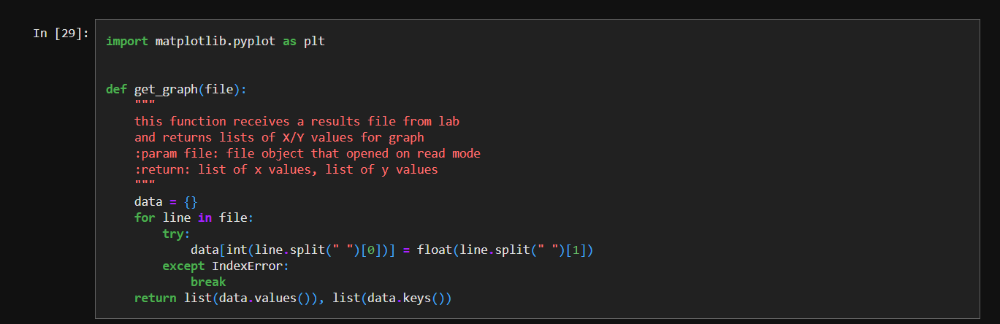 In [29]:
import matplotlib.pyplot as plt
def get_graph(file):
    """
    this function receives a results file from lab
    and returns lists of X/Y values for graph
    :param file: file object that opened on read mode
    :return: list of x values, list of y values
    """
    data = {}
    for line in file:
        try:
            data[int(line.split(" ")[0])] = float(line.split(" ")[1])
        except IndexError:
            break
    return list(data.values()), list(data.keys())